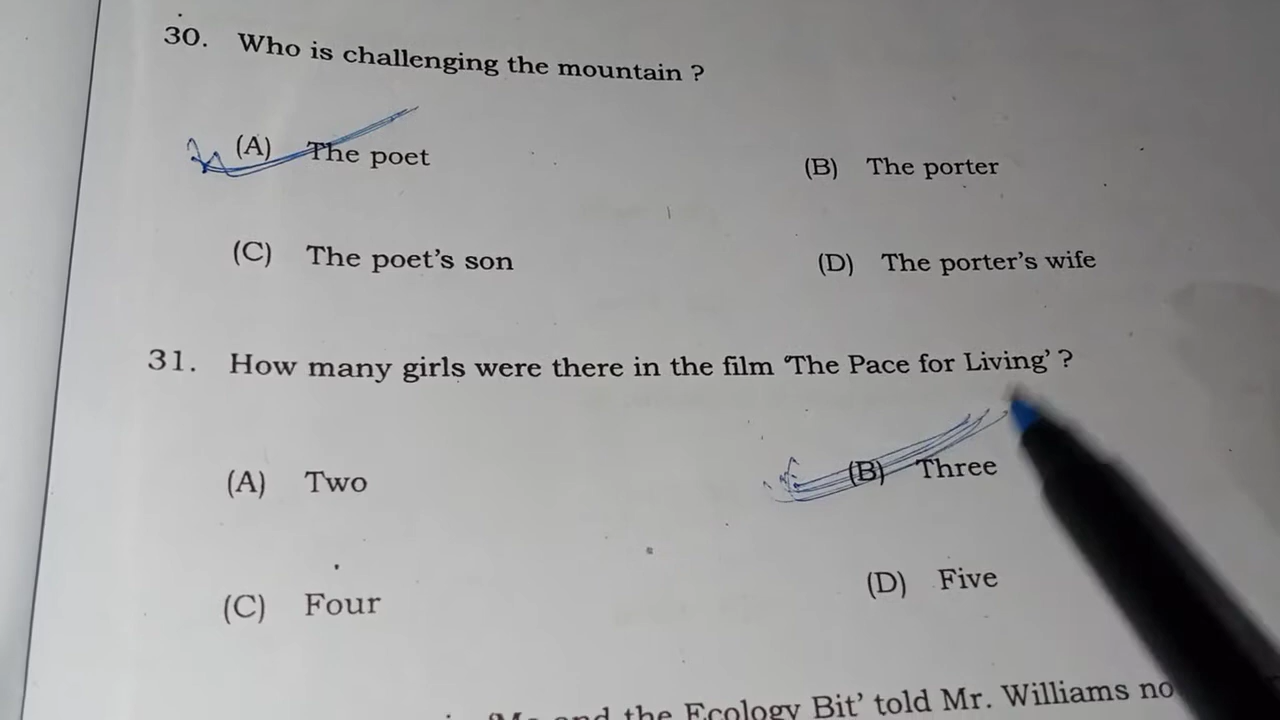 30. Who is challenging the mountain ?
(A) The poet (B) The porter
(C) The poet's son (D) The porter's wife
31. How many girls were there in the film 'The Pace for Living' ?
(A) Two (B) Three
(C) Four (D) Five
and the Ecology Bit' told Mr. Williams no